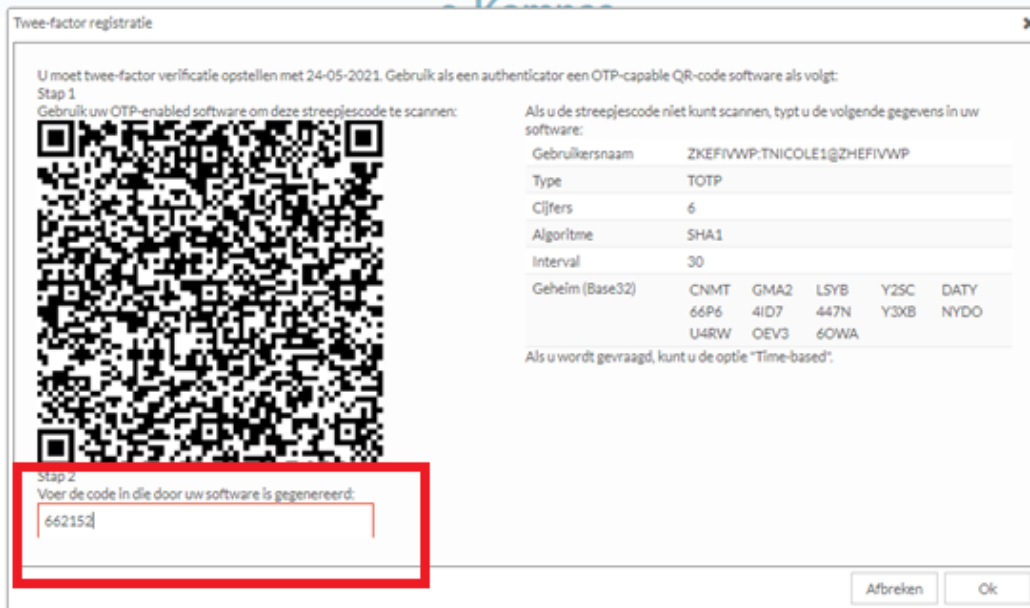 e-Kompas
Twee-factor registratie
U moet twee-factor verificatie opstellen met 24-05-2021. Gebruik als een authenticator een OTP-capable QR-code software als volgt:
Stap 1
Gebruik uw OTP-enabled software om deze streepjescode te scannen:
Als u de streepjescode niet kunt scannen, typt u de volgende gegevens in uw
software:
Gebruikersnaam ZKEFIVWP;TNICOLE1@ZHEFIVWP
Type TOTP
Cijfers 6
Algoritme SHA1
Interval 30
Geheim (Base32) CNMT GMA2 LSYB Y2SC DATY
66P6 4ID7 447N Y3XB NYDO
U4RW OEV3 6OWA
Als u wordt gevraagd, kunt u de optie "Time-based".
Stap 2
Voer de code in die door uw software is gegenereerd:
662152
Afbreken Ok